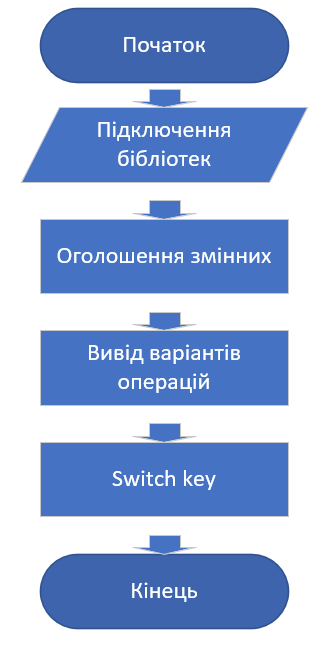 Початок
Підключення
бібліотек
Оголошення змінних
Вивід варіантів
операцій
Switch key
Кінець